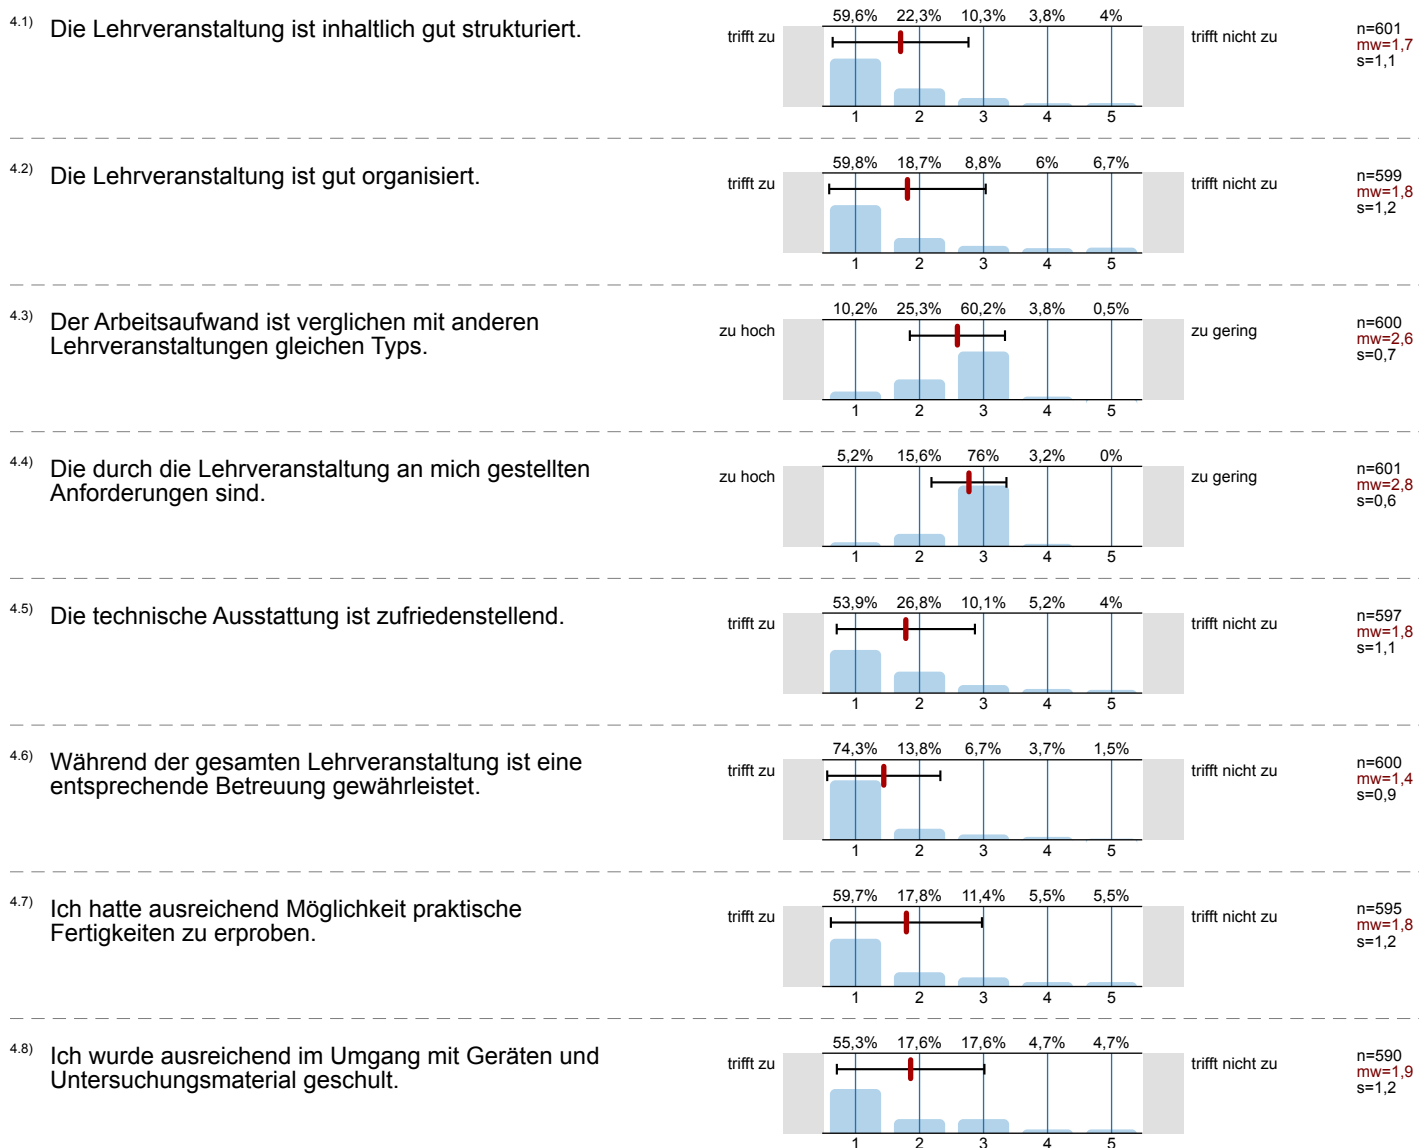 4.1) Die Lehrveranstaltung ist inhaltlich gut strukturiert.
trifft zu
59,6% 22,3% 10,3% 3,8% 4%
1 2 3 4 5
trifft nicht zu
n=601
mw=1,7
s=1,1
4.2) Die Lehrveranstaltung ist gut organisiert.
trifft zu
59,8% 18,7% 8,8% 6% 6,7%
1 2 3 4 5
trifft nicht zu
n=599
mw=1,8
s=1,2
4.3) Der Arbeitsaufwand ist verglichen mit anderen
Lehrveranstaltungen gleichen Typs.
zu hoch
10,2% 25,3% 60,2% 3,8% 0,5%
1 2 3 4 5
zu gering
n=600
mw=2,6
s=0,7
4.4) Die durch die Lehrveranstaltung an mich gestellten
Anforderungen sind.
zu hoch
5,2% 15,6% 76% 3,2% 0%
1 2 3 4 5
zu gering
n=601
mw=2,8
s=0,6
4.5) Die technische Ausstattung ist zufriedenstellend.
trifft zu
53,9% 26,8% 10,1% 5,2% 4%
1 2 3 4 5
trifft nicht zu
n=597
mw=1,8
s=1,1
4.6) Während der gesamten Lehrveranstaltung ist eine
entsprechende Betreuung gewährleistet.
trifft zu
74,3% 13,8% 6,7% 3,7% 1,5%
1 2 3 4 5
trifft nicht zu
n=600
mw=1,4
s=0,9
4.7) Ich hatte ausreichend Möglichkeit praktische
Fertigkeiten zu erproben.
trifft zu
59,7% 17,8% 11,4% 5,5% 5,5%
1 2 3 4 5
trifft nicht zu
n=595
mw=1,8
s=1,2
4.8) Ich wurde ausreichend im Umgang mit Geräten und
Untersuchungsmaterial geschult.
trifft zu
55,3% 17,6% 17,6% 4,7% 4,7%
1 2 3 4 5
trifft nicht zu
n=590
mw=1,9
s=1,2